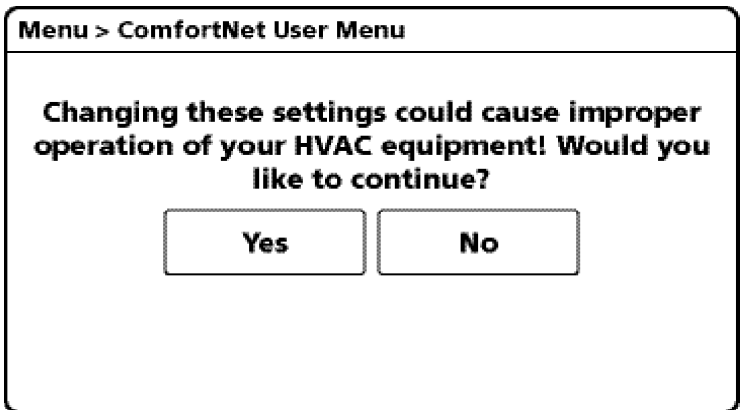 Menu > ComfortNet User Menu
Changing these settings could cause improper
operation of your HVAC equipment! Would you
like to continue?
Yes
No